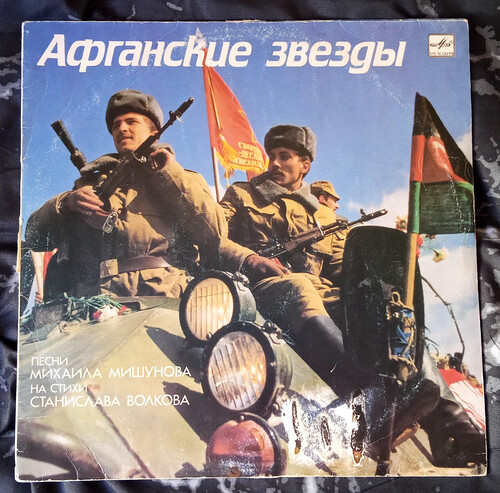 Афганские звезды
ПЕСНИ
МИХАИЛА МИШУНОВА
НА СТИХИ
СТАНИСЛАВА ВОЛКОВА